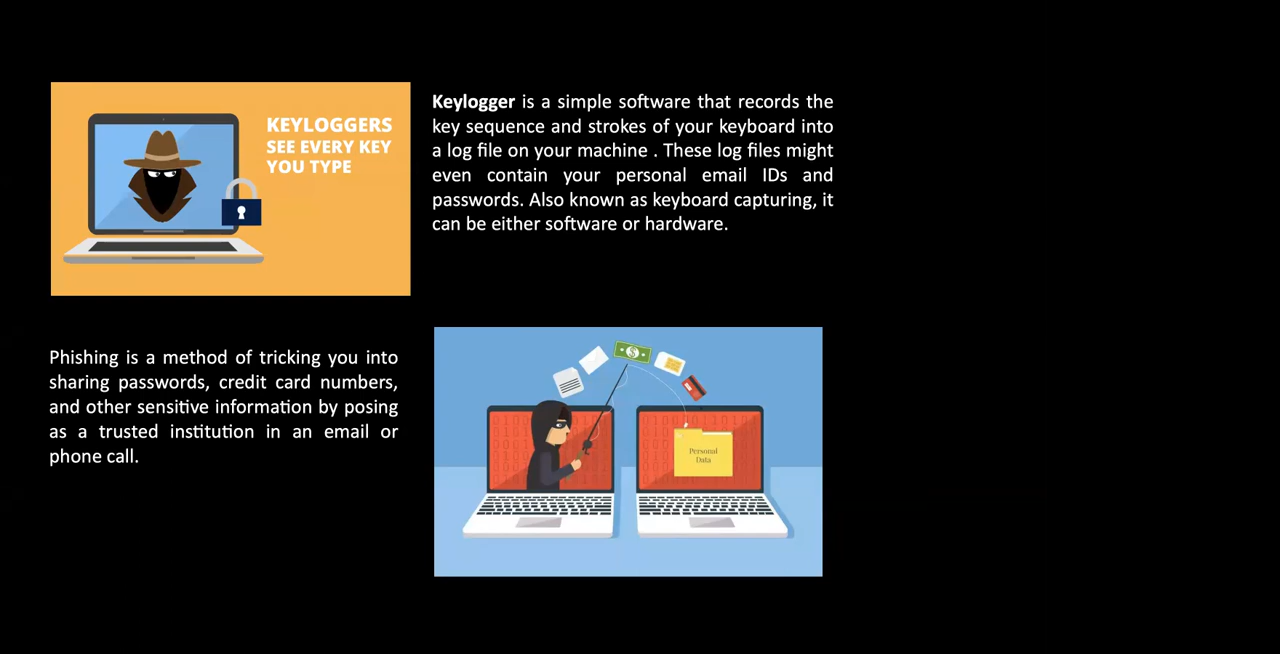 KEYLOGGERS
SEE EVERY KEY
YOU TYPE
Keylogger is a simple software that records the
key sequence and strokes of your keyboard into
a log file on your machine . These log files might
even contain your personal email IDs and
passwords. Also known as keyboard capturing, it
can be either software or hardware.
Phishing is a method of tricking you into
sharing passwords, credit card numbers,
and other sensitive information by posing
as a trusted institution in an email or
phone call.
Personal
Data